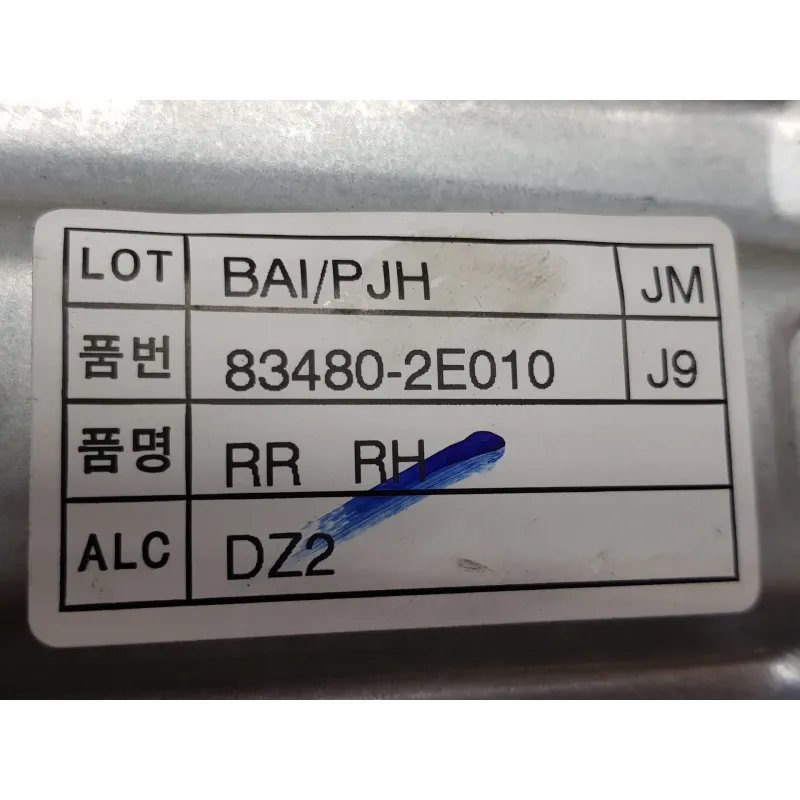 LOT BAI/PJH JM
품번 83480-2E010 J9
품명 RR RH
ALC DZ2